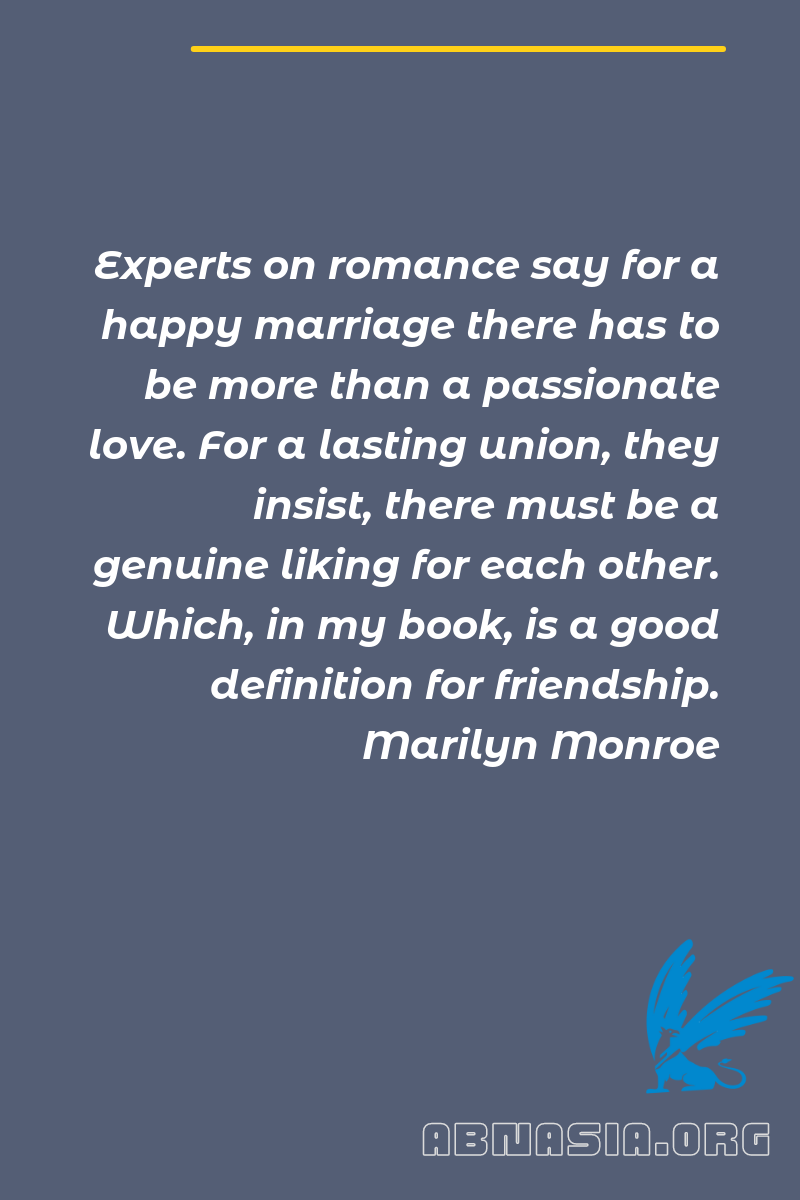 Experts on romance say for a
happy marriage there has to
be more than a passionate
love. For a lasting union, they
insist, there must be a
genuine liking for each other.
Which, in my book, is a good
definition for friendship.
Marilyn Monroe
ABNASIA.ORG